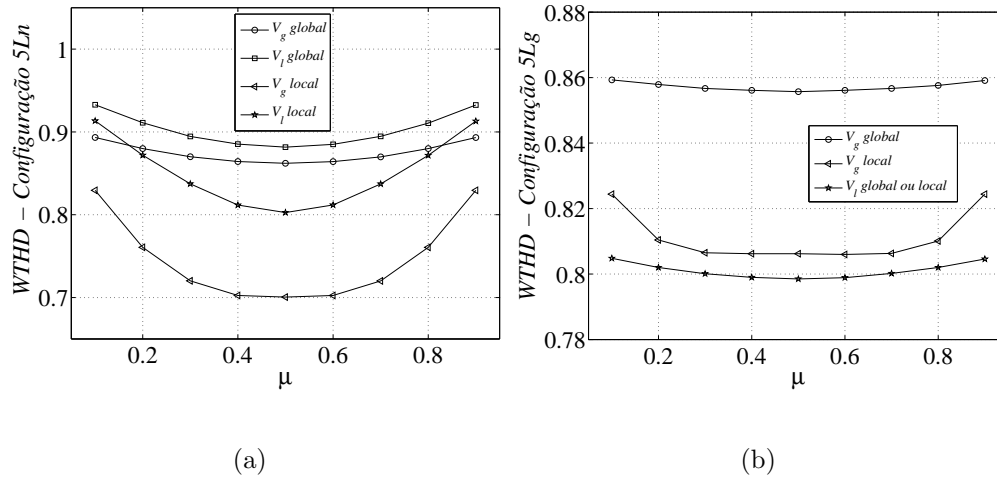 WTHD – Configuração 5Ln
1
0.9
0.8
0.7
0.2
0.4
0.6
0.8
μ
V_g global
V_l global
V_g local
V_l local
(a)
WTHD – Configuração 5Lg
0.88
0.86
0.84
0.82
0.8
0.78
0.2
0.4
0.6
0.8
μ
V_g global
V_g local
V_l global ou local
(b)